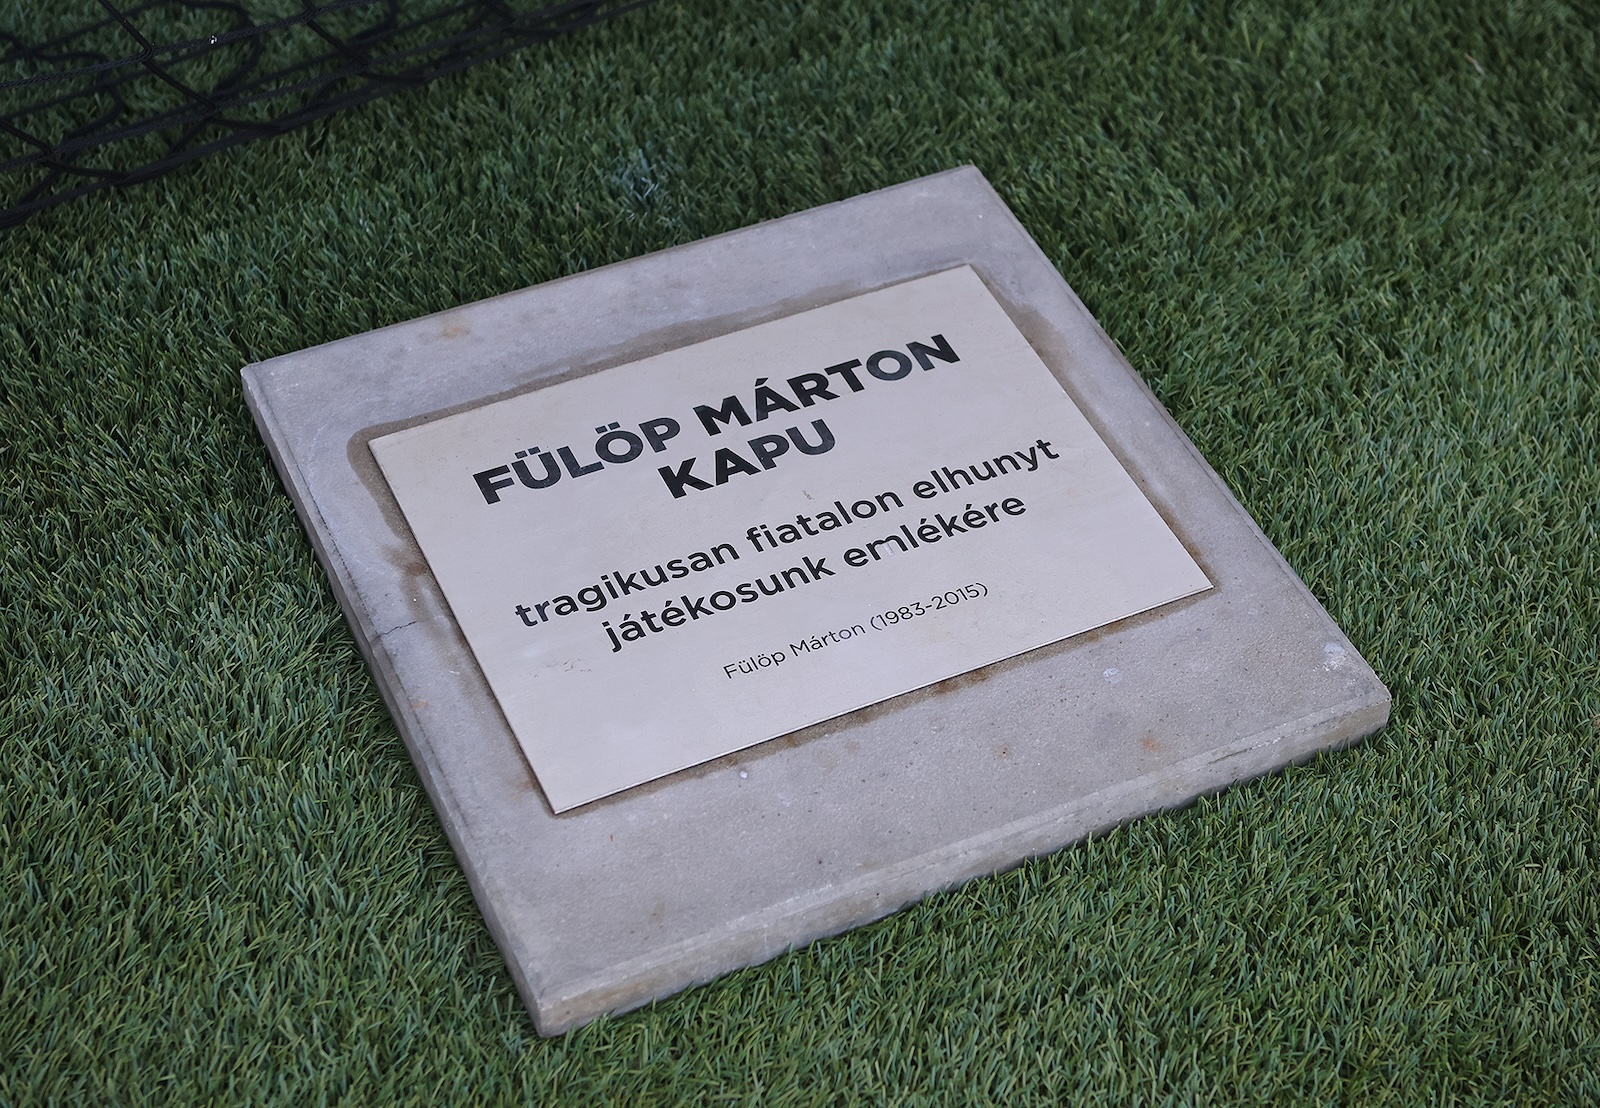 FÜLÖP MÁRTON
KAPU
tragikusan fiatalon elhunyt
játékosunk emlékére
Fülöp Márton (1983-2015)